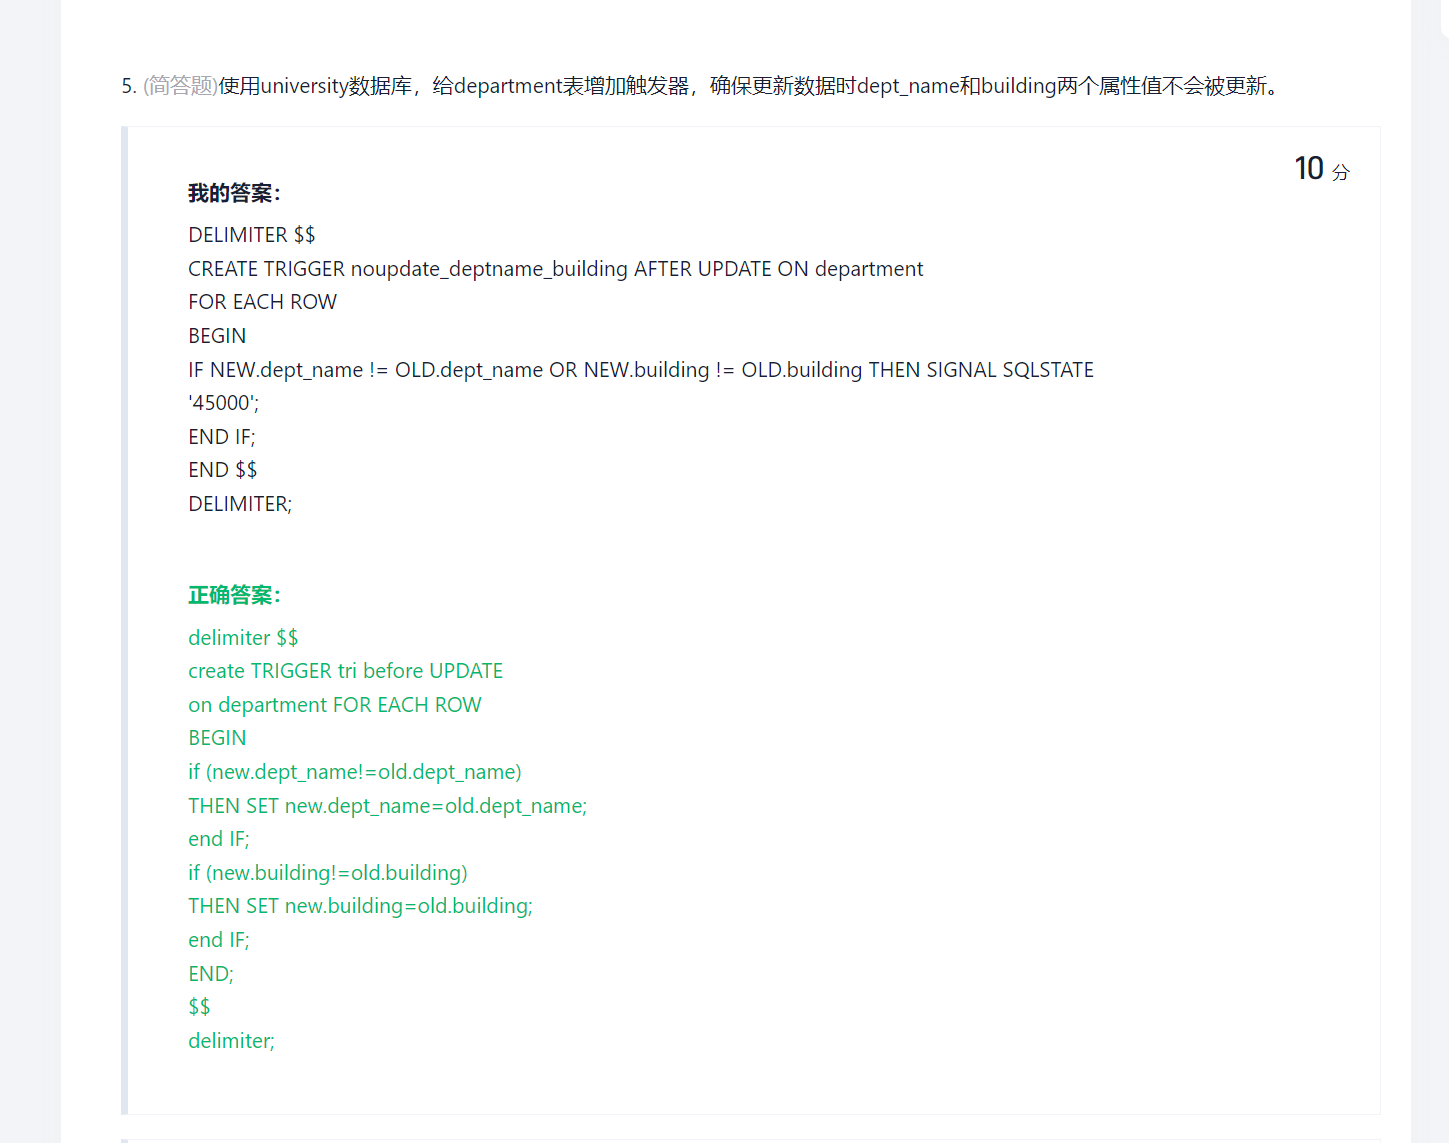 5. (简答题)使用university数据库，给department表增加触发器，确保更新数据时dept_name和building两个属性值不会被更新。
10 分
我的答案：
DELIMITER $$
CREATE TRIGGER noupdate_deptname_building AFTER UPDATE ON department
FOR EACH ROW
BEGIN
IF NEW.dept_name != OLD.dept_name OR NEW.building != OLD.building THEN SIGNAL SQLSTATE
'45000';
END IF;
END $$
DELIMITER;
正确答案：
delimiter $$
create TRIGGER tri before UPDATE
on department FOR EACH ROW
BEGIN
if (new.dept_name!=old.dept_name)
THEN SET new.dept_name=old.dept_name;
end IF;
if (new.building!=old.building)
THEN SET new.building=old.building;
end IF;
END;
$$
delimiter;